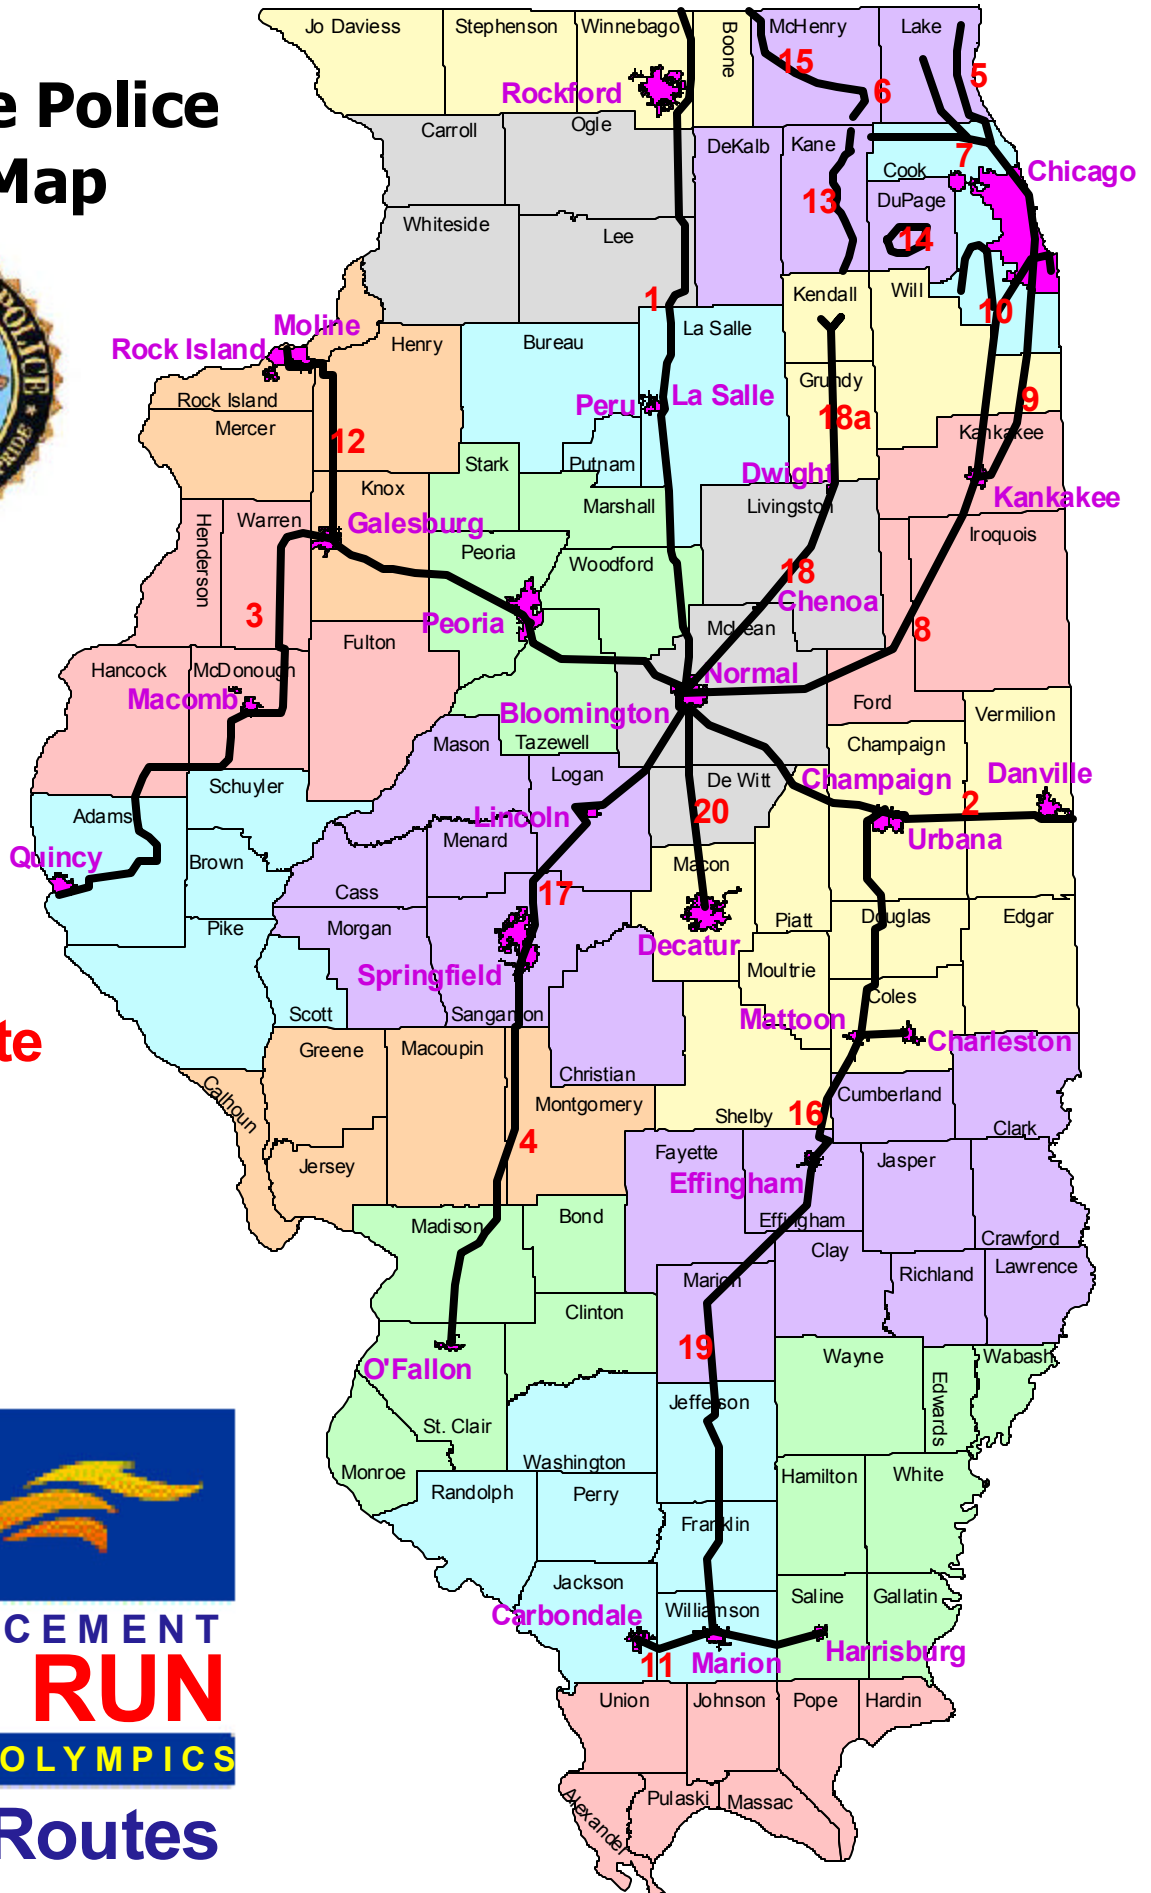 e Police
Map
POLICE
PRIDE
Jo Daviess
Stephenson
Winnebago
Boone
McHenry
Lake
15
5
6
Rockford
Carroll
Ogle
DeKalb
Kane
7
Cook
Chicago
DuPage
13
14
Whiteside
Lee
1
Kendall
Will
10
Moline
Rock Island
Henry
Bureau
La Salle
Grundy
9
Rock Island
Mercer
Peru
La Salle
18a
Kankakee
12
Stark
Putnam
Dwight
Knox
Marshall
Livingston
Kankakee
Henderson
Warren
Galesburg
Iroquois
Peoria
Woodford
18
Chenoa
3
Peoria
McLean
8
Fulton
Hancock
McDonough
Normal
Macomb
Bloomington
Ford
Vermilion
Mason
Tazewell
Champaign
Schuyler
Logan
De Witt
Champaign
Danville
2
Adams
Lincoln
20
Urbana
Menard
Quincy
Brown
Macon
Cass
17
Pike
Morgan
Piatt
Douglas
Edgar
Decatur
Springfield
Moultrie
Coles
Scott
Sangamon
Mattoon
Charleston
te
Greene
Macoupin
Christian
Calhoun
Montgomery
Shelby
16
Cumberland
Clark
4
Jersey
Fayette
Jasper
Effingham
Madison
Bond
Effingham
Crawford
Clay
Marion
Richland
Lawrence
Clinton
19
O'Fallon
Wayne
Wabash
Edwards
Jefferson
St. Clair
Washington
Monroe
Hamilton
White
Randolph
Perry
Franklin
Jackson
Saline
Gallatin
Carbondale
Williamson
11
Marion
Harrisburg
CEMENT
RUN
OLYMPICS
Routes
Union
Johnson
Pope
Hardin
Alexander
Pulaski
Massac